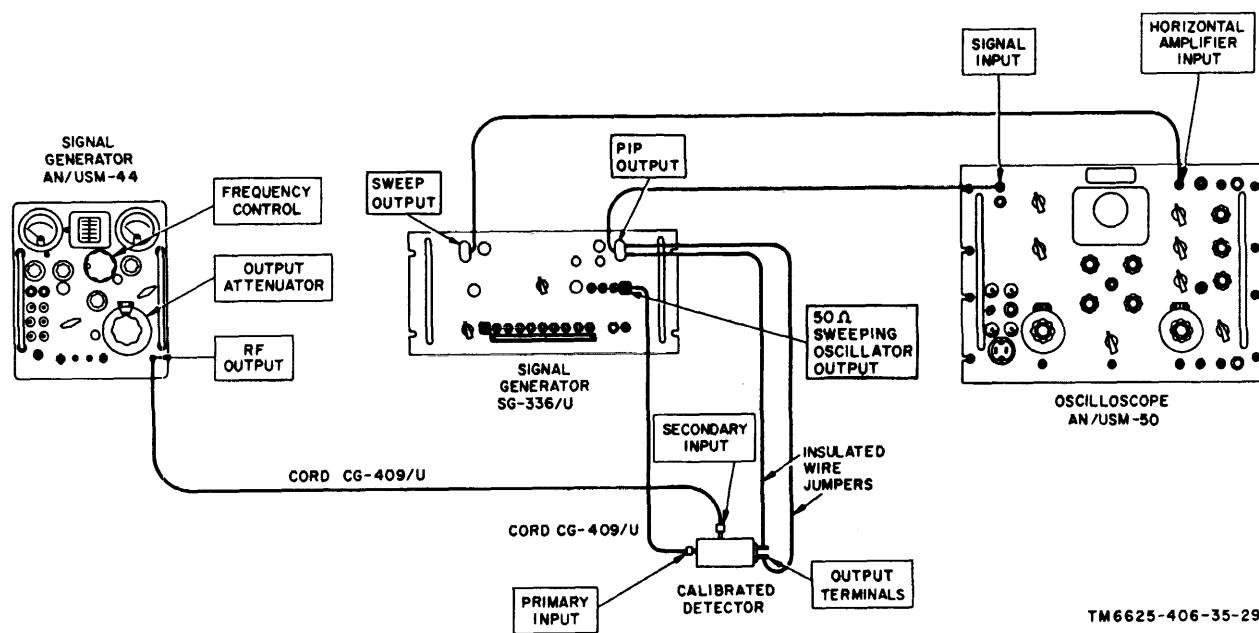 SIGNAL
INPUT
HORIZONTAL
AMPLIFIER
INPUT
SIGNAL
GENERATOR
AN/USM-44
FREQUENCY
CONTROL
OUTPUT
ATTENUATOR
RF
OUTPUT
SWEEP
OUTPUT
PIP
OUTPUT
50Ω
SWEEPING
OSCILLATOR
OUTPUT
SIGNAL
GENERATOR
SG-336/U
OSCILLOSCOPE
AN/USM-50
SECONDARY
INPUT
INSULATED
WIRE
JUMPERS
CORD CG-409/U
CORD CG-409/U
PRIMARY
INPUT
CALIBRATED
DETECTOR
OUTPUT
TERMINALS
TM6625-406-35-29